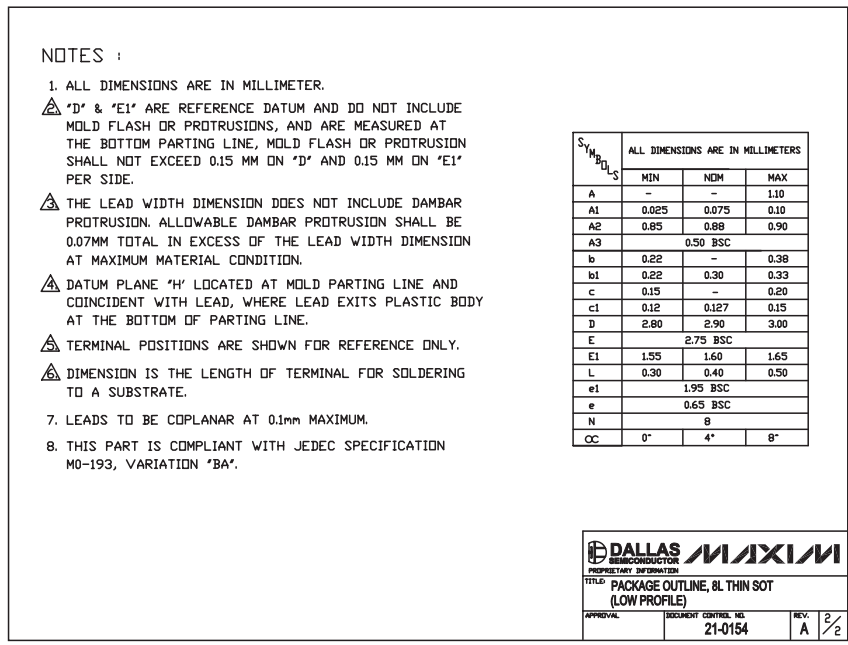 NOTES :
1. ALL DIMENSIONS ARE IN MILLIMETER.
2. "D" & "E1" ARE REFERENCE DATUM AND DO NOT INCLUDE
MOLD FLASH OR PROTRUSIONS, AND ARE MEASURED AT
THE BOTTOM PARTING LINE, MOLD FLASH OR PROTRUSION
SHALL NOT EXCEED 0.15 MM ON "D" AND 0.15 MM ON "E1"
PER SIDE.
3. THE LEAD WIDTH DIMENSION DOES NOT INCLUDE DAMBAR
PROTRUSION. ALLOWABLE DAMBAR PROTRUSION SHALL BE
0.07MM TOTAL IN EXCESS OF THE LEAD WIDTH DIMENSION
AT MAXIMUM MATERIAL CONDITION.
4. DATUM PLANE "H" LOCATED AT MOLD PARTING LINE AND
COINCIDENT WITH LEAD, WHERE LEAD EXITS PLASTIC BODY
AT THE BOTTOM OF PARTING LINE.
5. TERMINAL POSITIONS ARE SHOWN FOR REFERENCE ONLY.
6. DIMENSION IS THE LENGTH OF TERMINAL FOR SOLDERING
TO A SUBSTRATE.
7. LEADS TO BE COPLANAR AT 0.1mm MAXIMUM.
8. THIS PART IS COMPLIANT WITH JEDEC SPECIFICATION
MO-193, VARIATION "BA".
SYMBOLS ALL DIMENSIONS ARE IN MILLIMETERS
MIN NOM MAX
A - - 1.10
A1 0.025 0.075 0.10
A2 0.85 0.88 0.90
A3 0.50 BSC
b 0.22 - 0.38
b1 0.22 0.30 0.33
c 0.15 - 0.20
c1 0.12 0.127 0.15
D 2.80 2.90 3.00
E 2.75 BSC
E1 1.55 1.60 1.65
L 0.30 0.40 0.50
e1 1.95 BSC
e 0.65 BSC
N 8
∝ 0° 4° 8°
DALLAS SEMICONDUCTOR MAXIM
PROPRIETARY INFORMATION
TITLE: PACKAGE OUTLINE, 8L THIN SOT
(LOW PROFILE)
APPROVAL DOCUMENT CONTROL NO. REV. 2/2
21-0154 A